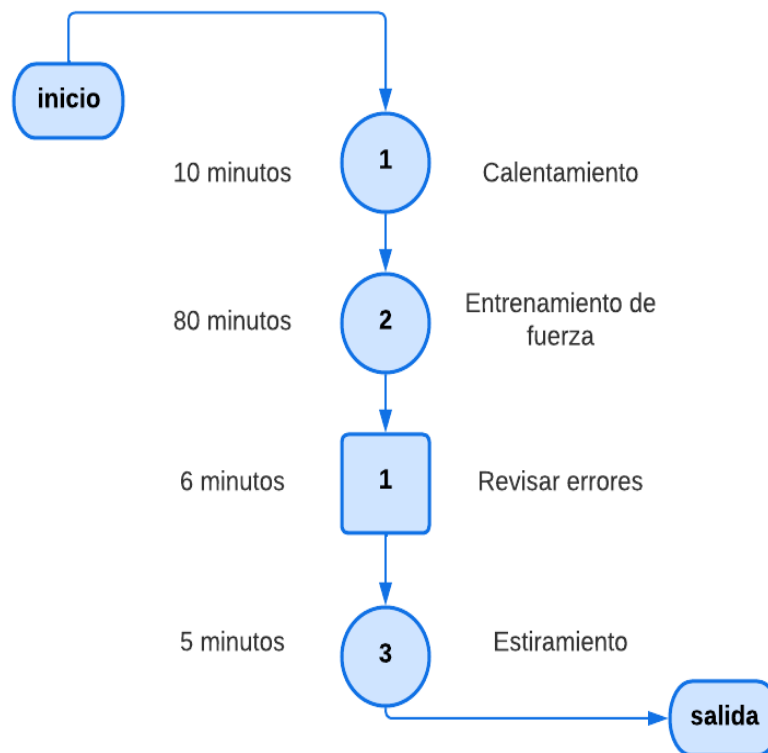 inicio
1
10 minutos
Calentamiento
2
80 minutos
Entrenamiento de
fuerza
1
6 minutos
Revisar errores
3
5 minutos
Estiramiento
salida